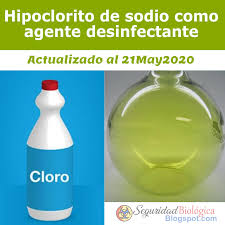 Hipoclorito de sodio como
agente desinfectante
Actualizado al 21May2020
Cloro
SeguridadBiológica
Blogspot.com